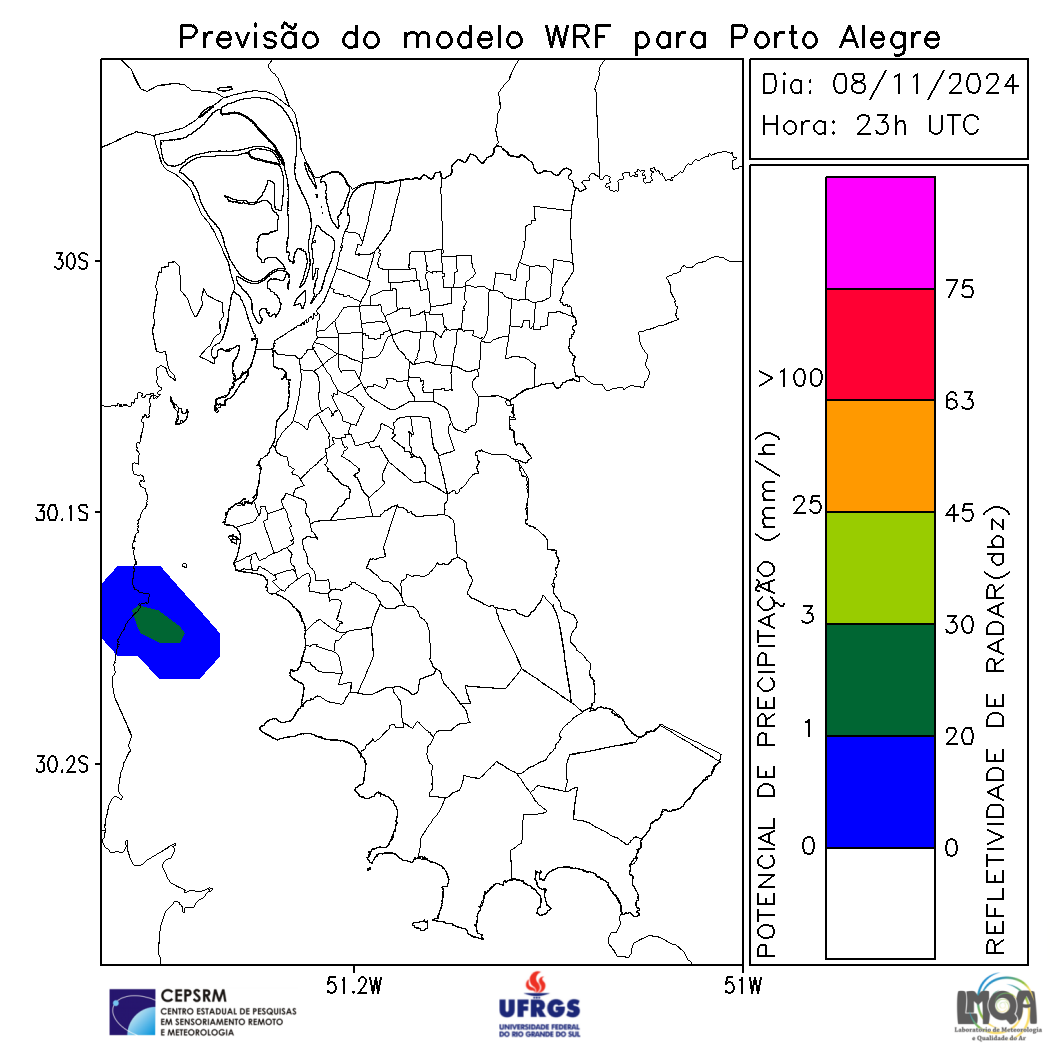 Previsão do modelo WRF para Porto Alegre
Dia: 08/11/2024
Hora: 23h UTC
30S
30.1S
30.2S
51.2W
51W
POTENCIAL DE PRECIPITAÇÃO (mm/h)
>100
25
3
1
0
75
63
45
30
20
0
REFLETIVIDADE DE RADAR(dbz)
CEPSRM
CENTRO ESTADUAL DE PESQUISAS
EM SENSORIAMENTO REMOTO
E METEOROLOGIA
UFRGS
UNIVERSIDADE FEDERAL
DO RIO GRANDE DO SUL
LMQA
Laboratório de Meteorologia
e Qualidade do Ar